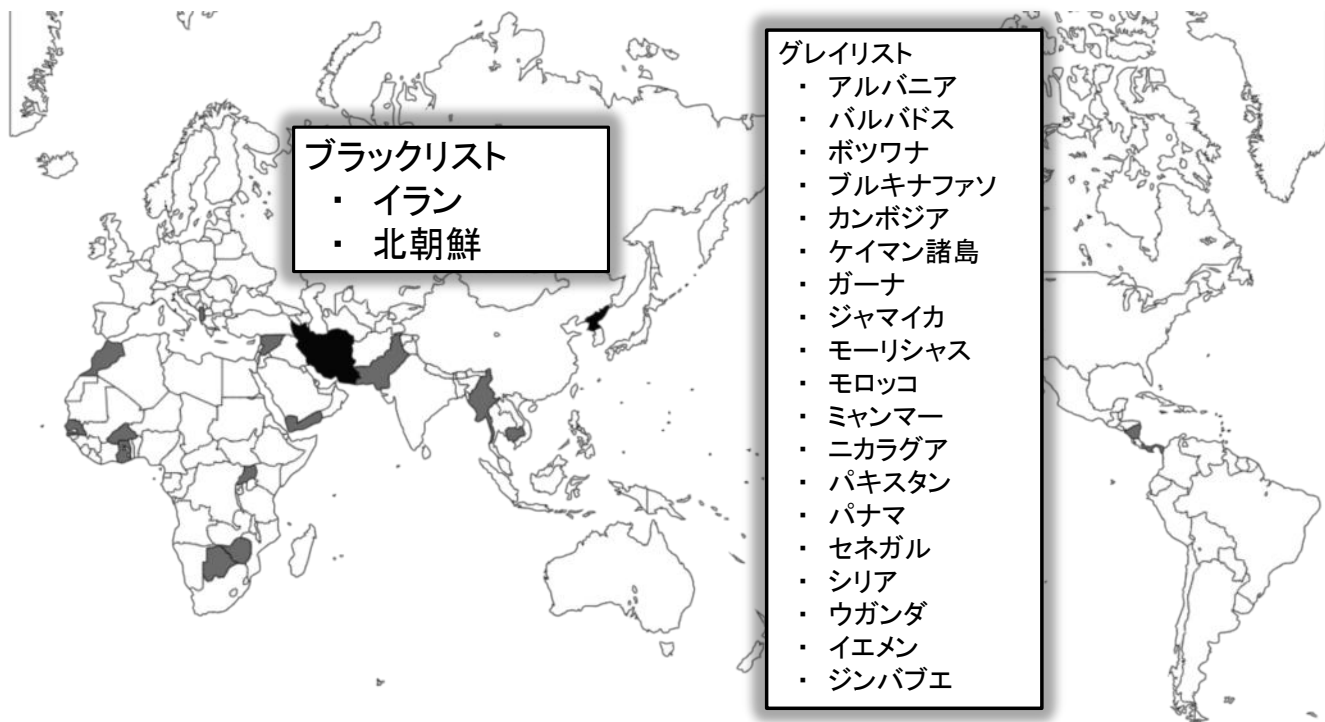 ブラックリスト
・ イラン
・ 北朝鮮
グレイリスト
・ アルバニア
・ バルバドス
・ ボツワナ
・ ブルキナファソ
・ カンボジア
・ ケイマン諸島
・ ガーナ
・ ジャマイカ
・ モーリシャス
・ モロッコ
・ ミャンマー
・ ニカラグア
・ パキスタン
・ パナマ
・ セネガル
・ シリア
・ ウガンダ
・ イエメン
・ ジンバブエ